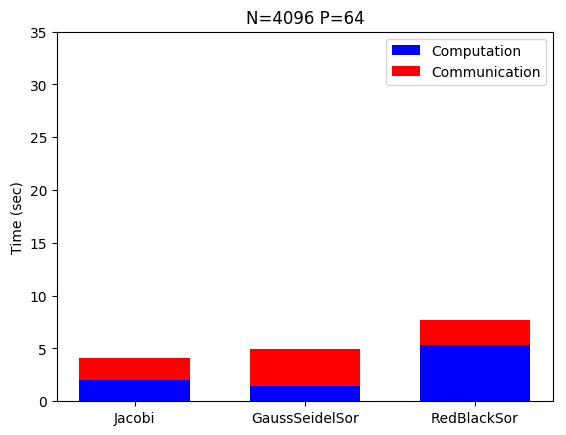 N=4096 P=64
35
30
25
20
15
10
5
0
Time (sec)
Computation
Communication
Jacobi
GaussSeidelSor
RedBlackSor